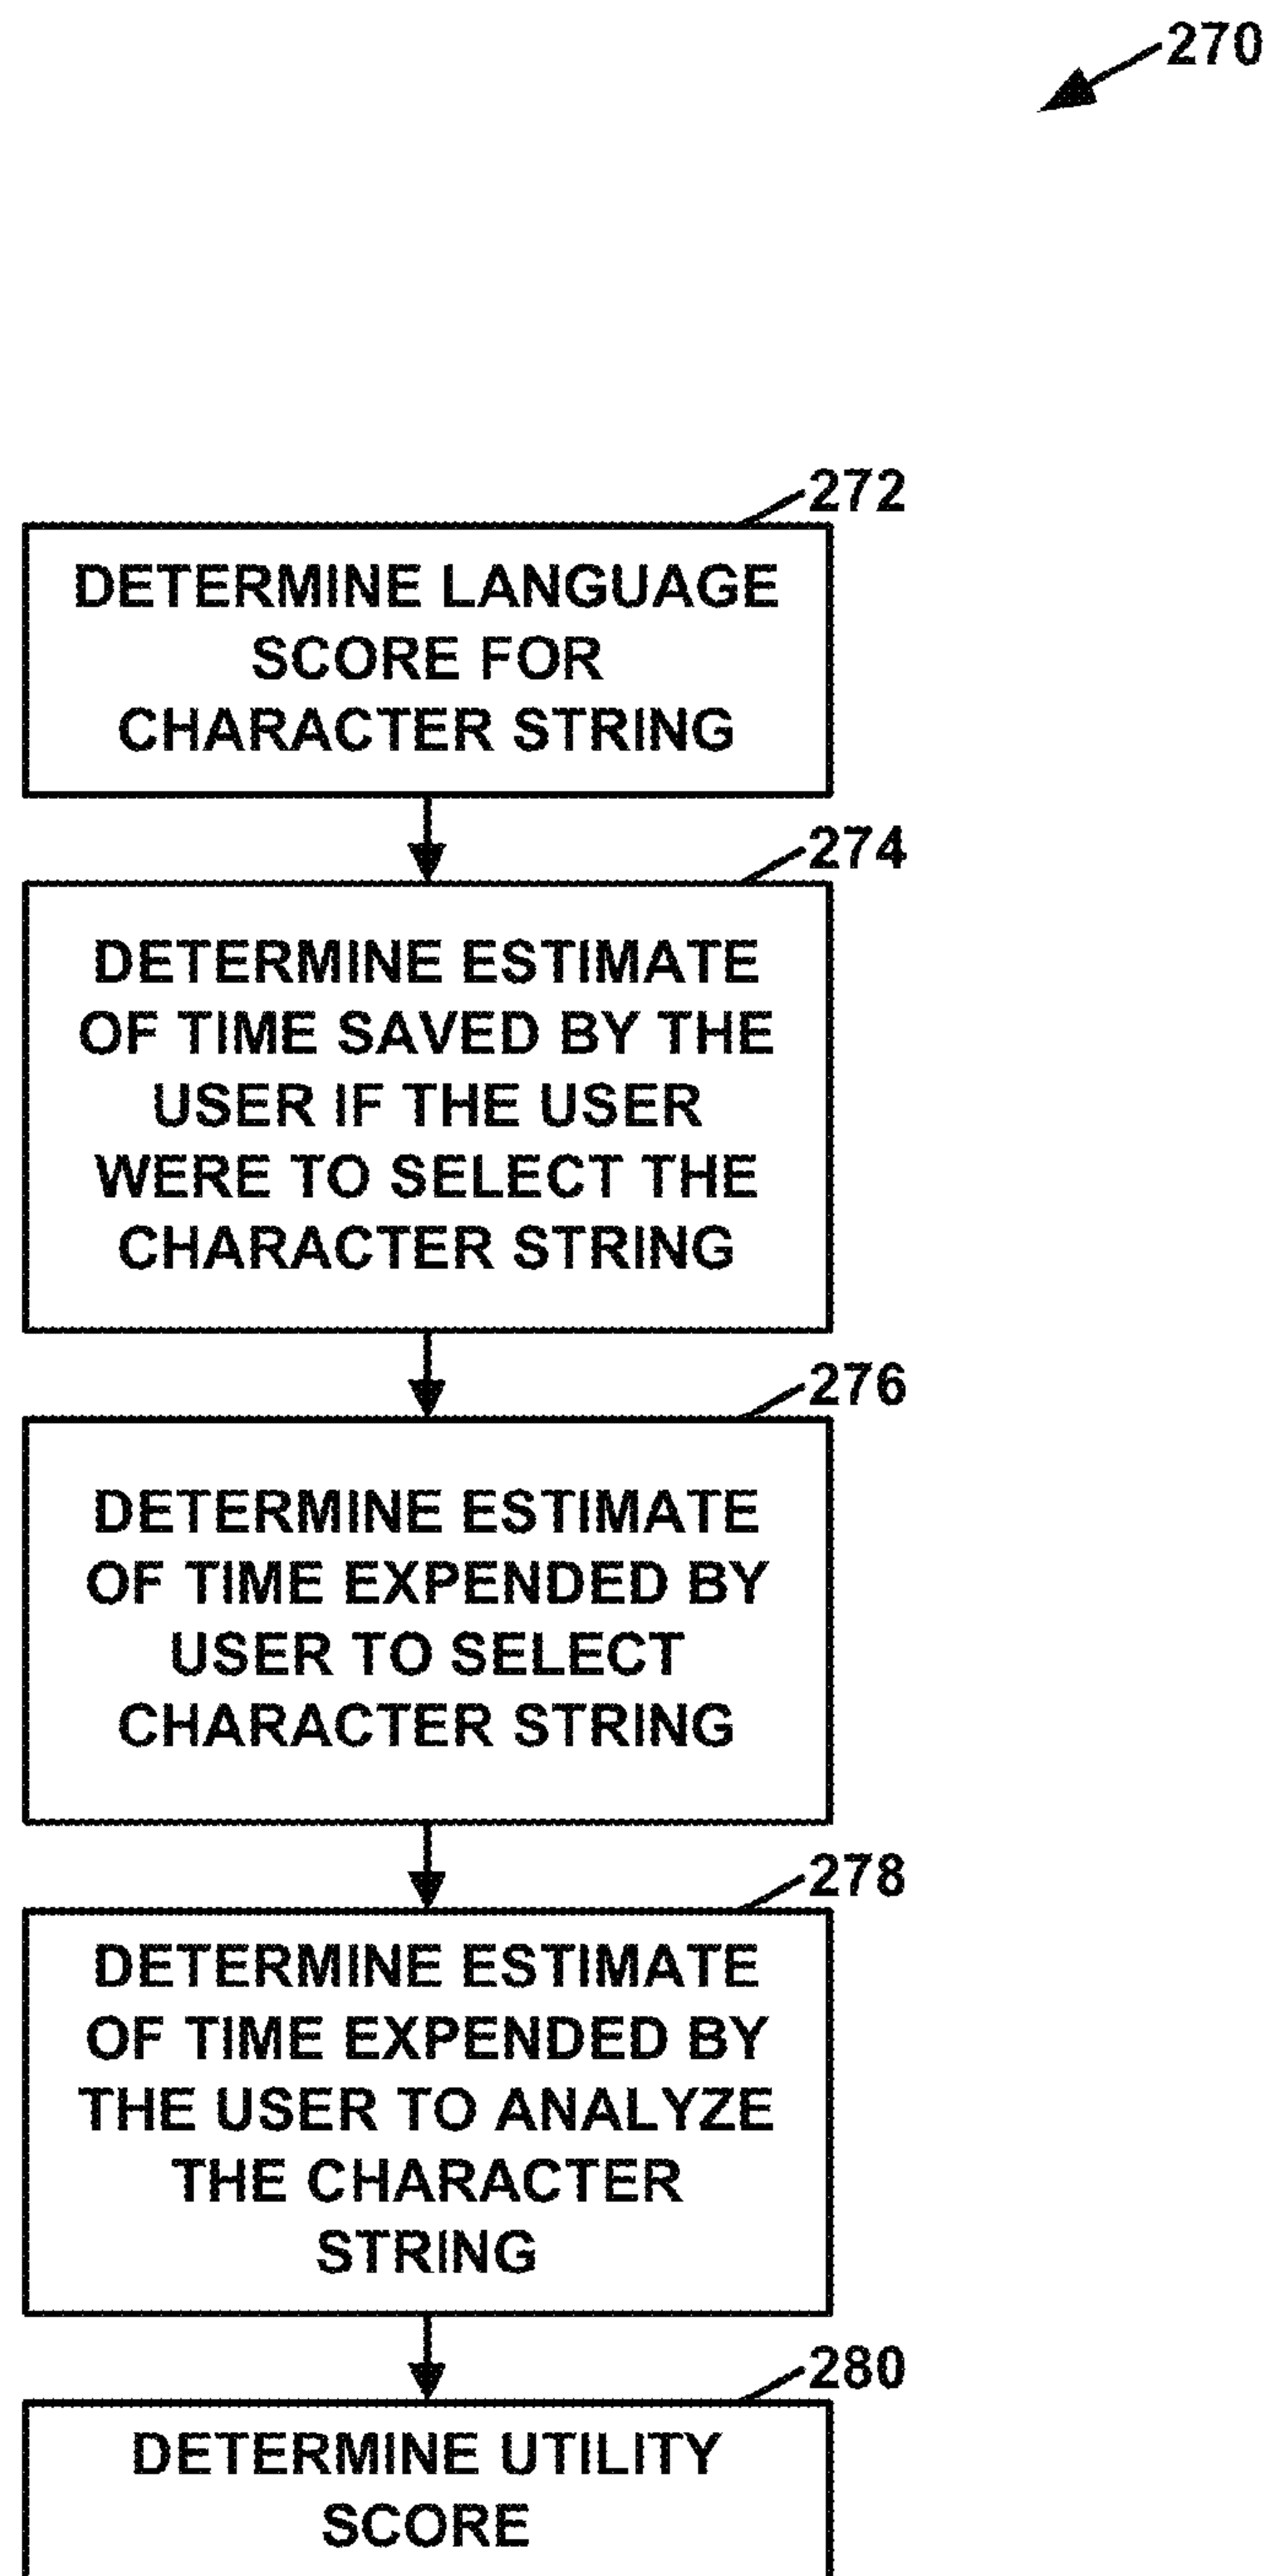 270
272
DETERMINE LANGUAGE
SCORE FOR
CHARACTER STRING
274
DETERMINE ESTIMATE
OF TIME SAVED BY THE
USER IF THE USER
WERE TO SELECT THE
CHARACTER STRING
276
DETERMINE ESTIMATE
OF TIME EXPENDED BY
USER TO SELECT
CHARACTER STRING
278
DETERMINE ESTIMATE
OF TIME EXPENDED BY
THE USER TO ANALYZE
THE CHARACTER
STRING
280
DETERMINE UTILITY
SCORE